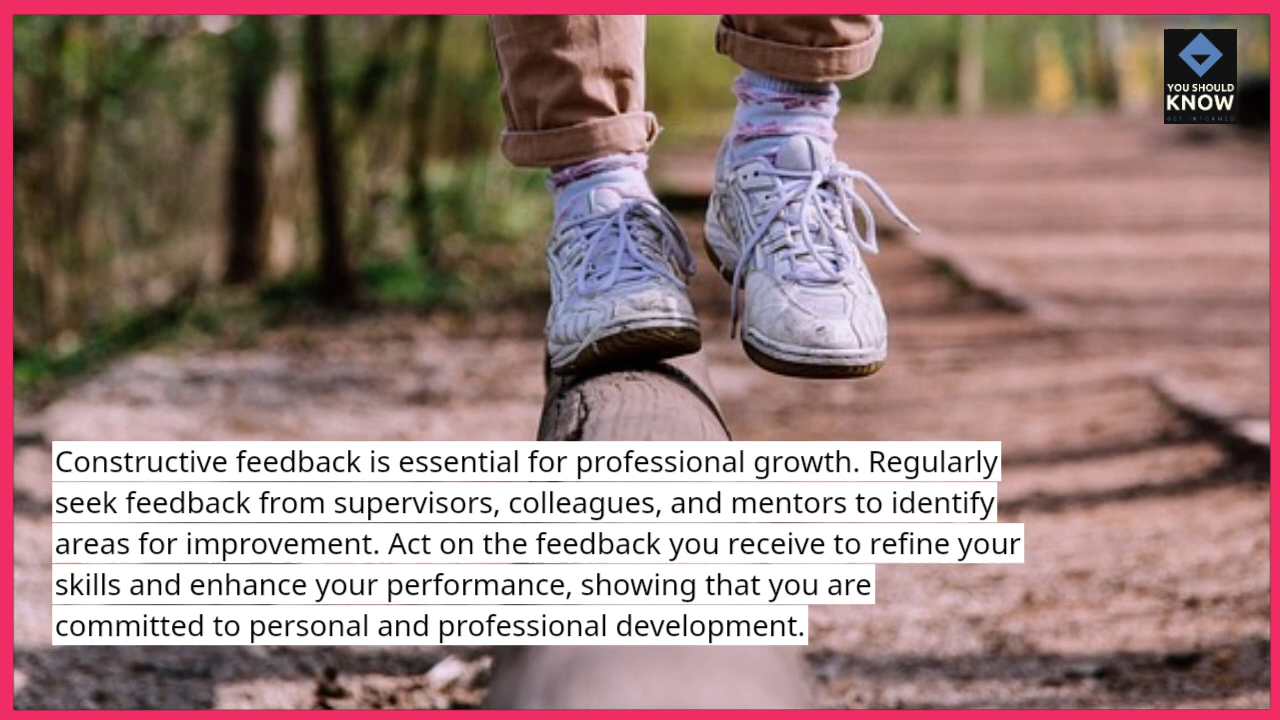 YOU SHOULD
KNOW
GET INFORMED
Constructive feedback is essential for professional growth. Regularly
seek feedback from supervisors, colleagues, and mentors to identify
areas for improvement. Act on the feedback you receive to refine your
skills and enhance your performance, showing that you are
committed to personal and professional development.